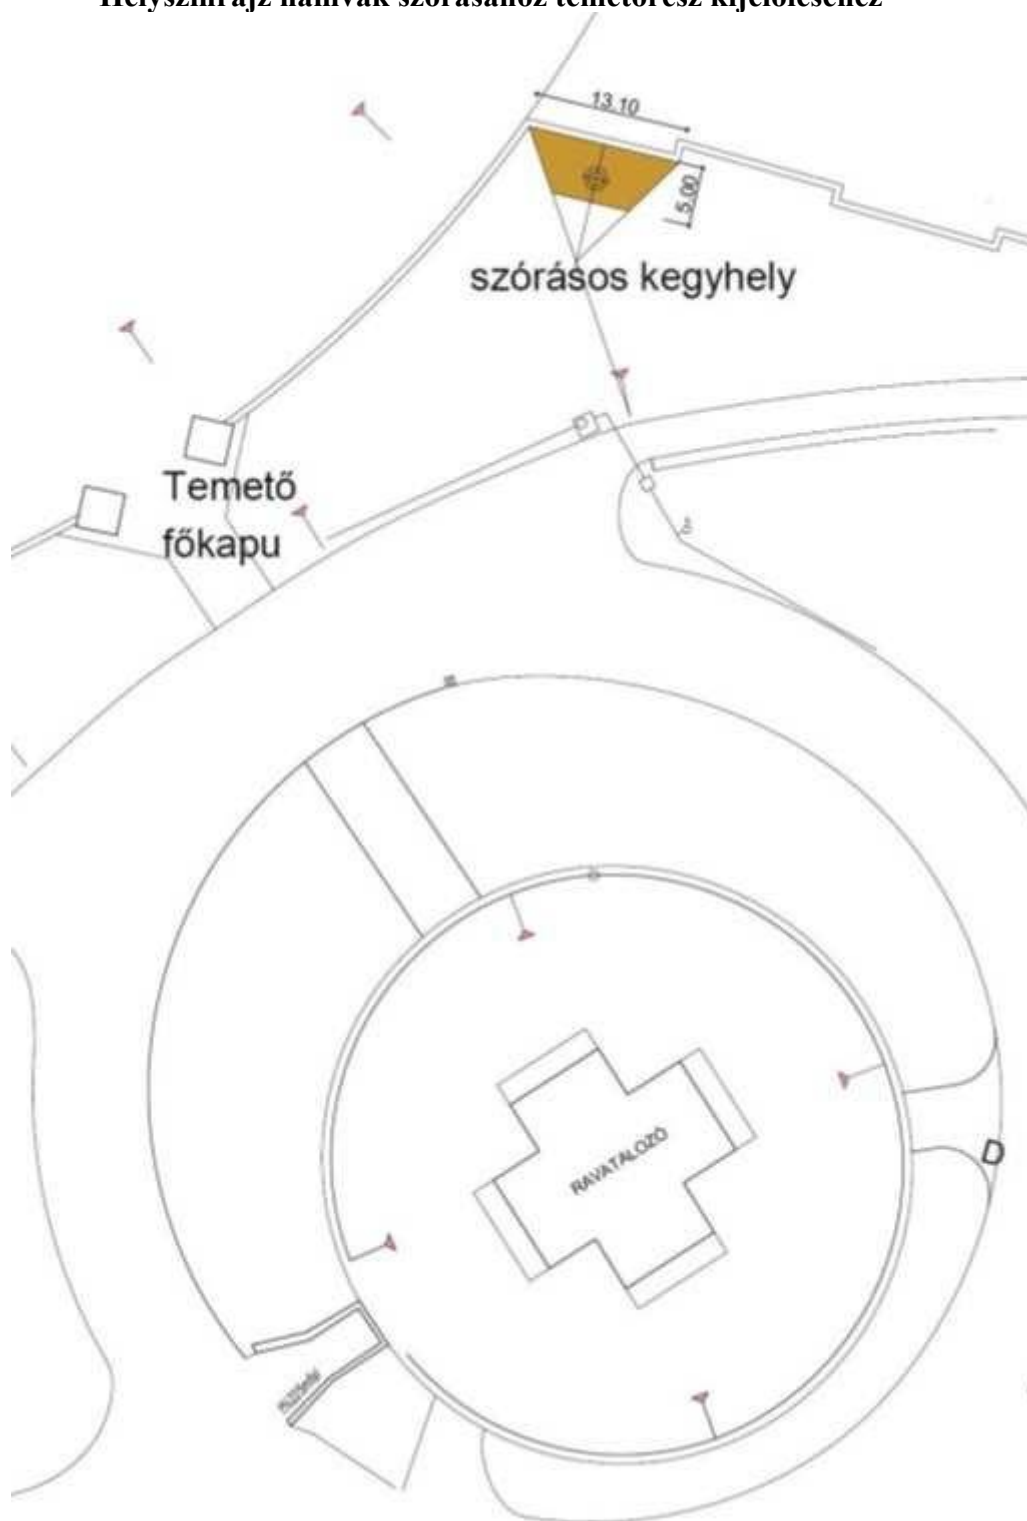 Helyszínrajz hamvak szórásához temetőrész kijelöléséhez
13.10
5.00
szórásos kegyhely
Temető
főkapu
RAVATALOZÓ
D